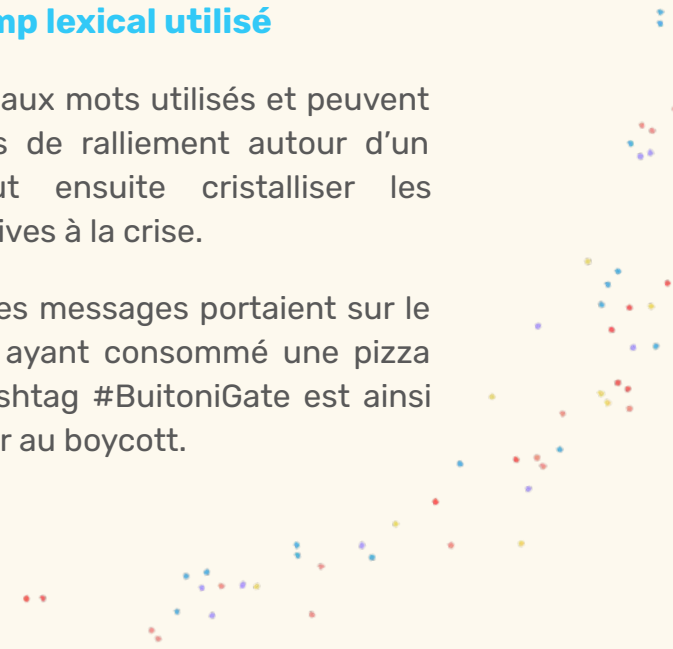 mp lexical utilisé
aux mots utilisés et peuvent
s de ralliement autour d'un
ut ensuite cristalliser les
ives à la crise.
es messages portaient sur le
ayant consommé une pizza
shtag #BuitoniGate est ainsi
r au boycott.